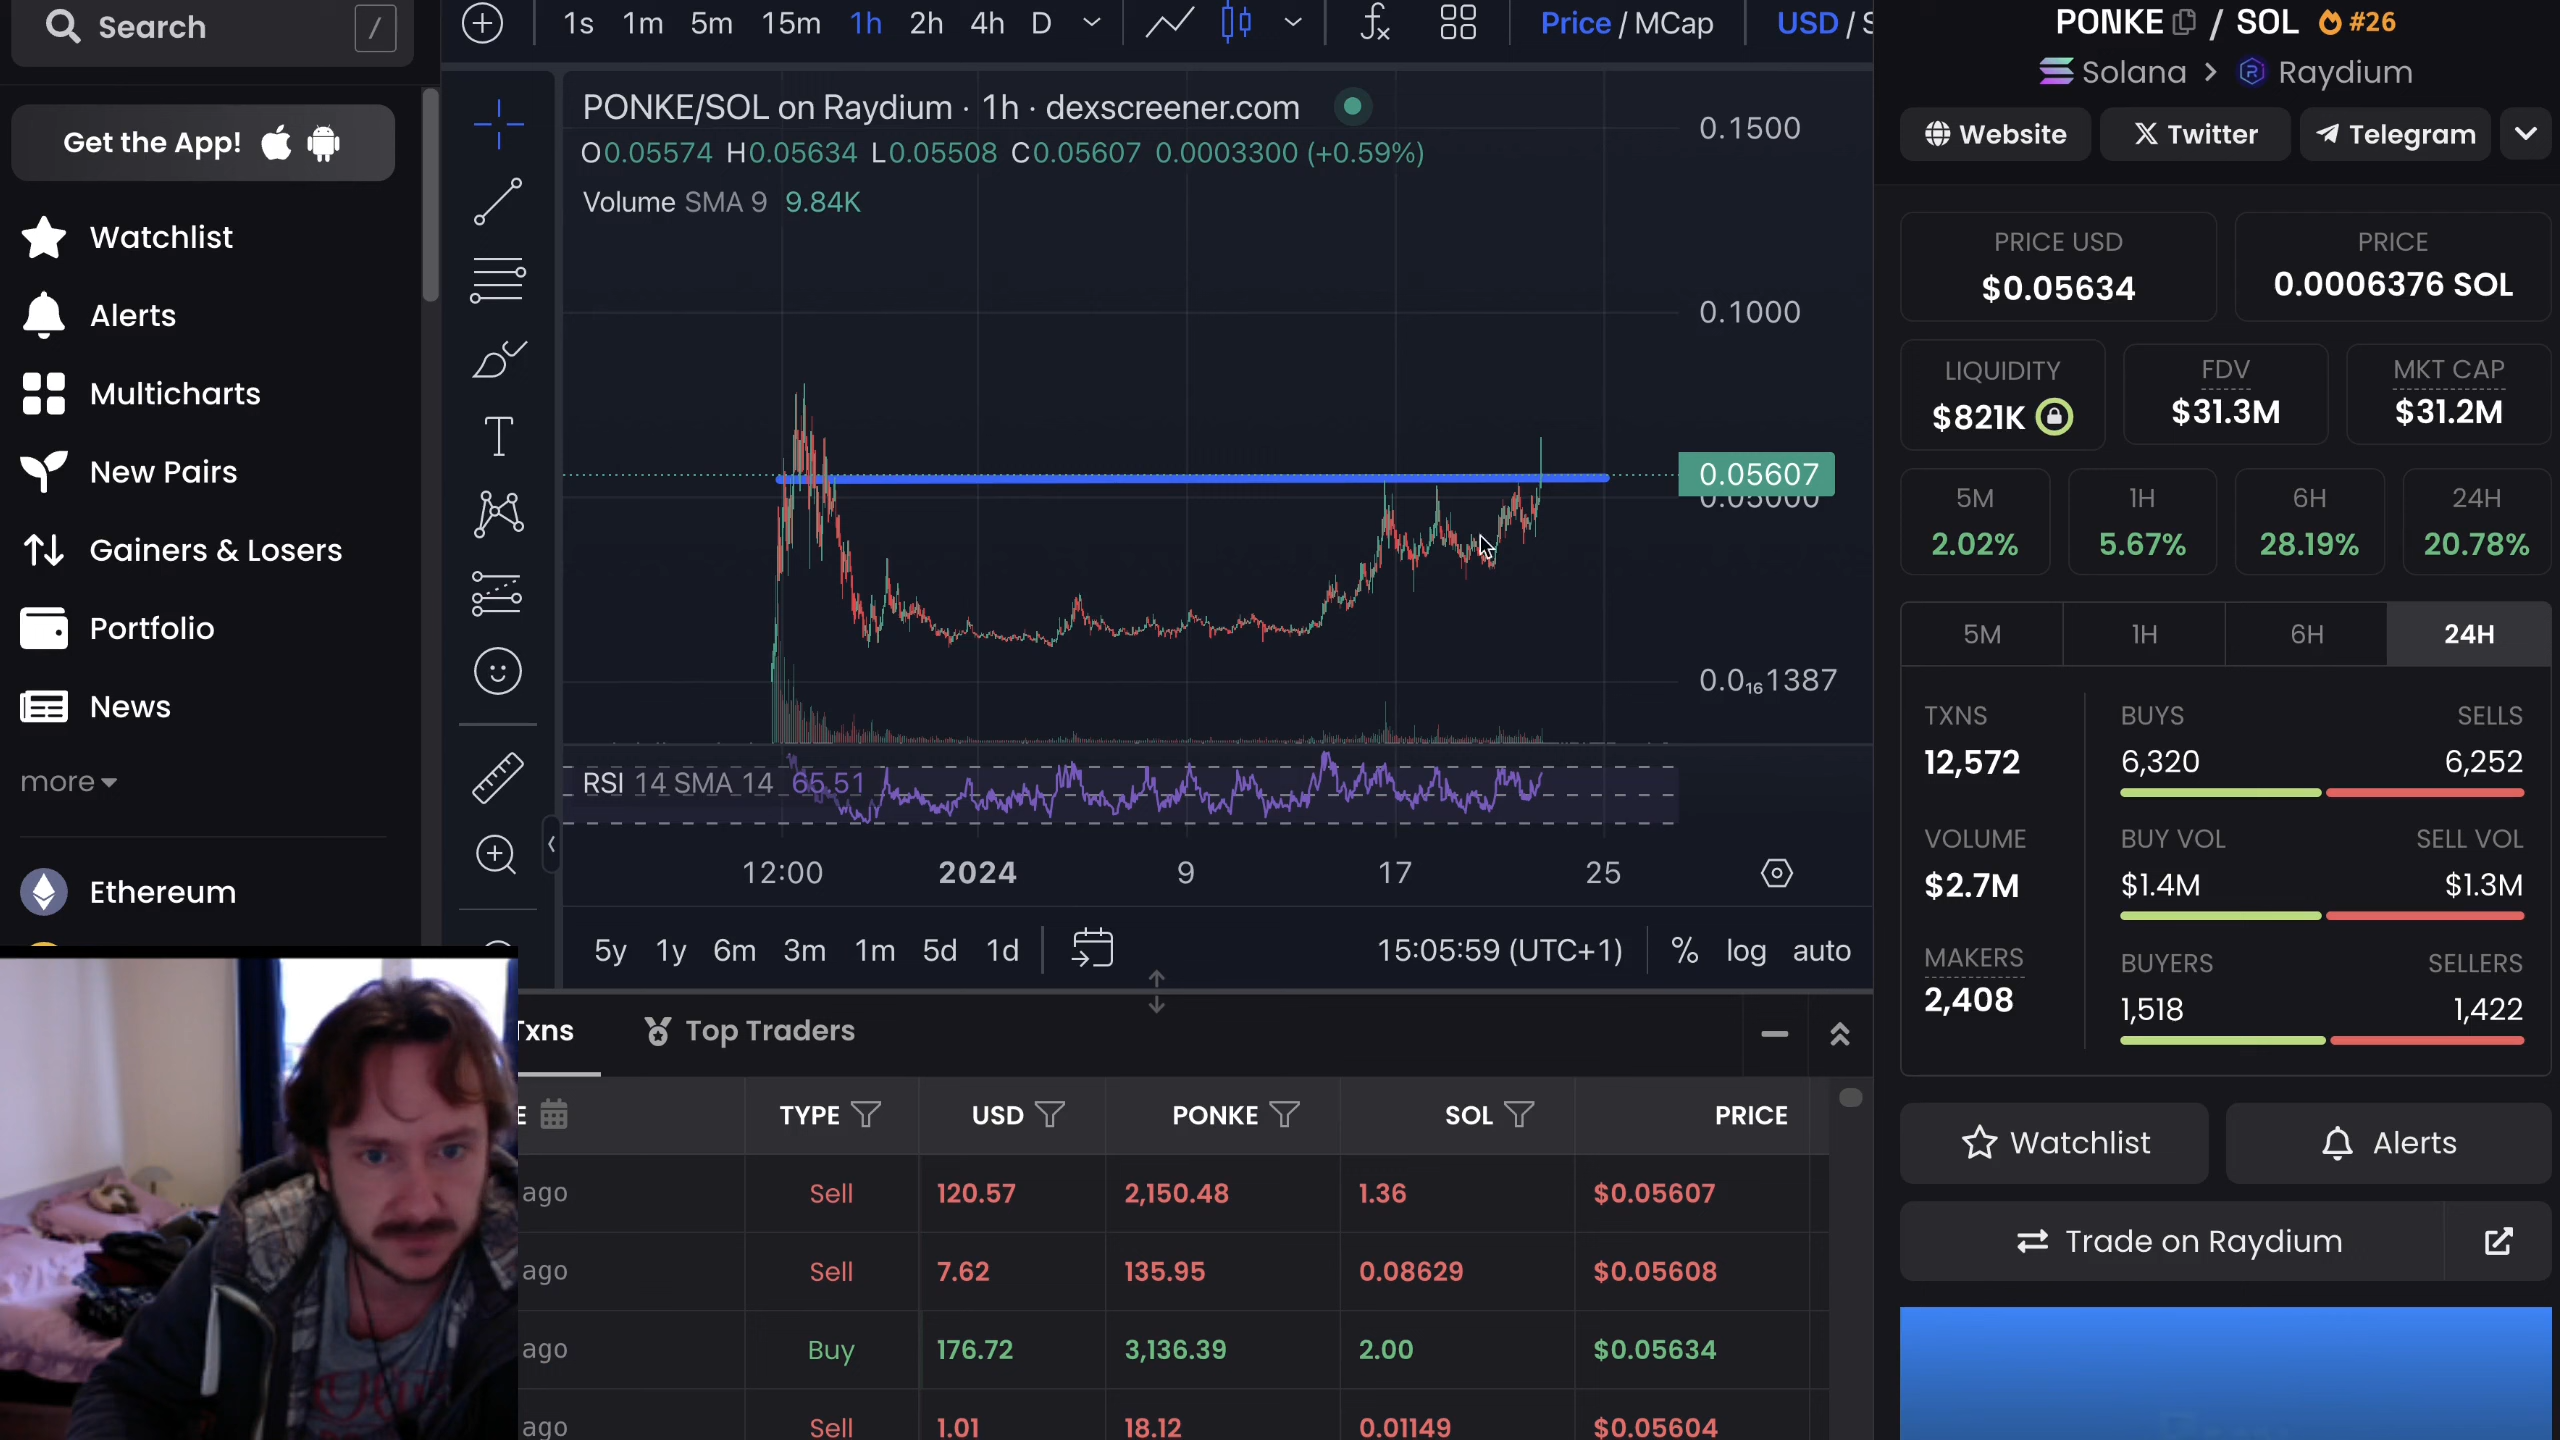 Search /
Get the App!
Watchlist
Alerts
Multicharts
New Pairs
Gainers & Losers
Portfolio
News
more
Ethereum
1s 1m 5m 15m 1h 2h 4h D Price / MCap USD / S
PONKE/SOL on Raydium · 1h · dexscreener.com
O0.05574 H0.05634 L0.05508 C0.05607 0.0003300 (+0.59%)
Volume SMA 9 9.84K
0.1500
0.1000
0.05607
0.05000
0.0₁₆1387
RSI 14 SMA 14 65.51
12:00 2024 9 17 25
5y 1y 6m 3m 1m 5d 1d 15:05:59 (UTC+1) % log auto
Txns Top Traders
E TYPE USD PONKE SOL PRICE
ago Sell 120.57 2,150.48 1.36 $0.05607
ago Sell 7.62 135.95 0.08629 $0.05608
ago Buy 176.72 3,136.39 2.00 $0.05634
ago Sell 1.01 18.12 0.01149 $0.05604
PONKE / SOL #26
Solana > Raydium
Website Twitter Telegram
PRICE USD PRICE
$0.05634 0.0006376 SOL
LIQUIDITY FDV MKT CAP
$821K $31.3M $31.2M
5M 1H 6H 24H
2.02% 5.67% 28.19% 20.78%
5M 1H 6H 24H
TXNS BUYS SELLS
12,572 6,320 6,252
VOLUME BUY VOL SELL VOL
$2.7M $1.4M $1.3M
MAKERS BUYERS SELLERS
2,408 1,518 1,422
Watchlist Alerts
Trade on Raydium